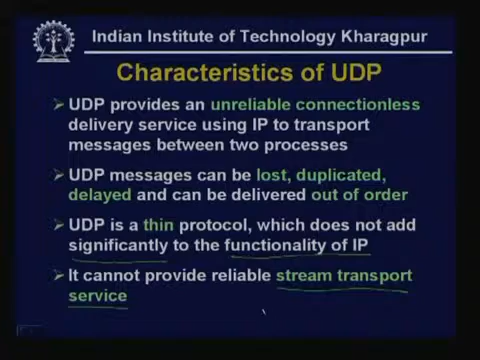 Indian Institute of Technology Kharagpur
Characteristics of UDP
UDP provides an unreliable connectionless
delivery service using IP to transport
messages between two processes
UDP messages can be lost, duplicated,
delayed and can be delivered out of order
UDP is a thin protocol, which does not add
significantly to the functionality of IP
It cannot provide reliable stream transport
service